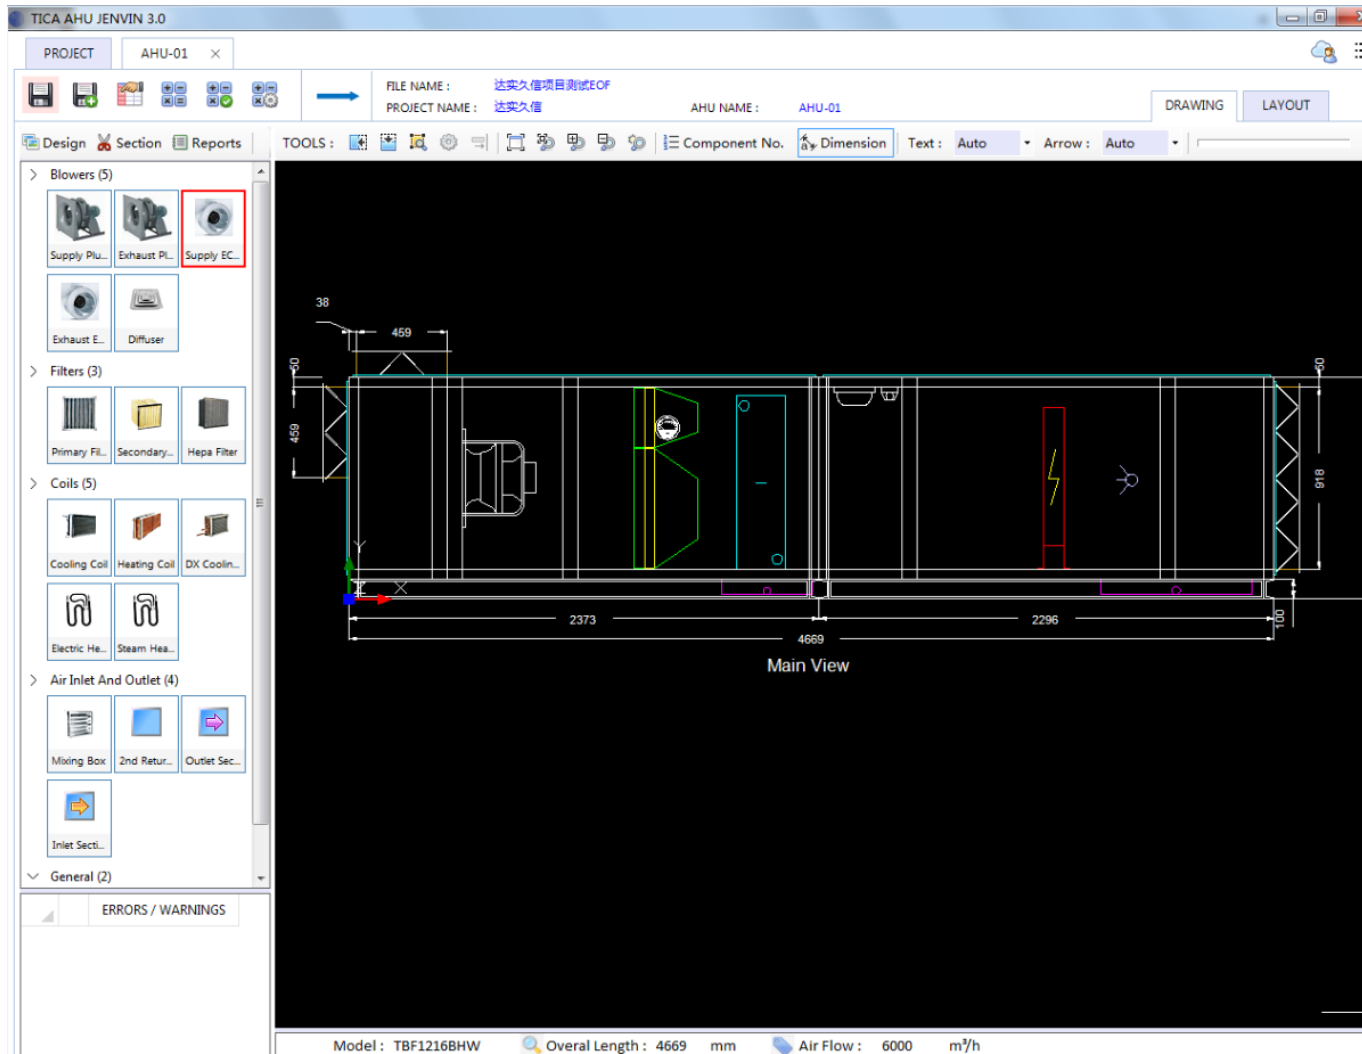 TICA AHU JENVIN 3.0
PROJECT
AHU-01
FILE NAME : 达实久信项目测试EOF
PROJECT NAME : 达实久信
AHU NAME : AHU-01
DRAWING
LAYOUT
Design
Section
Reports
TOOLS :
Component No.
Dimension
Text : Auto
Arrow : Auto
Blowers (5)
Supply Plu...
Exhaust Pl...
Supply EC...
Exhaust E...
Diffuser
Filters (3)
Primary Fil...
Secondary...
Hepa Filter
Coils (5)
Cooling Coil
Heating Coil
DX Coolin...
Electric He...
Steam Hea...
Air Inlet And Outlet (4)
Mixing Box
2nd Retur...
Outlet Sec...
Inlet Secti...
General (2)
ERRORS / WARNINGS
38
459
50
459
50
918
Y
Z
X
100
2373
2296
4669
Main View
Model : TBF1216BHW
Overal Length : 4669 mm
Air Flow : 6000 m³/h